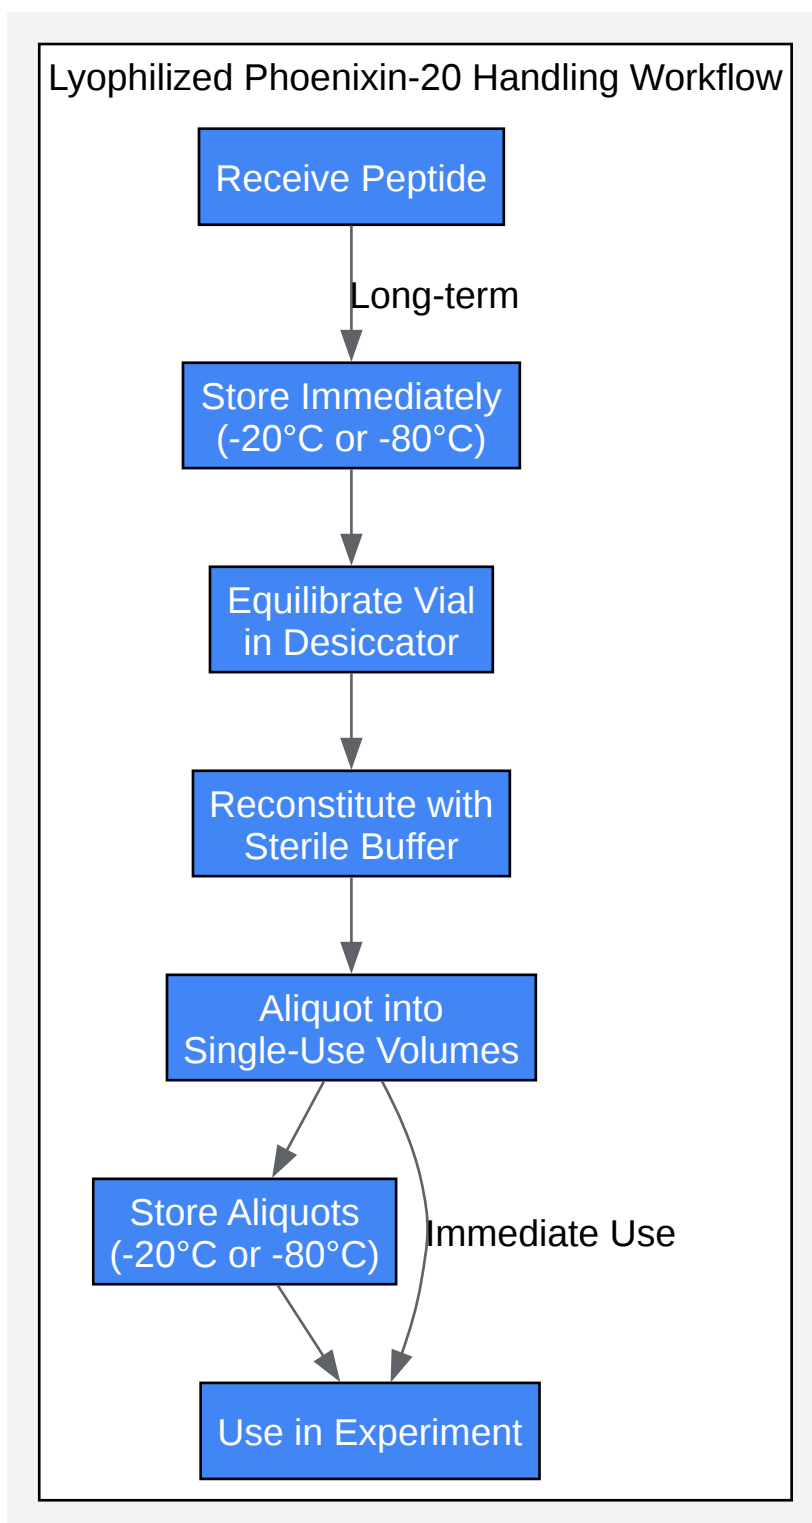 Lyophilized Phoenixin-20 Handling Workflow
Receive Peptide
Long-term
Store Immediately
(-20°C or -80°C)
Equilibrate Vial
in Desiccator
Reconstitute with
Sterile Buffer
Aliquot into
Single-Use Volumes
Store Aliquots
(-20°C or -80°C)
Immediate Use
Use in Experiment